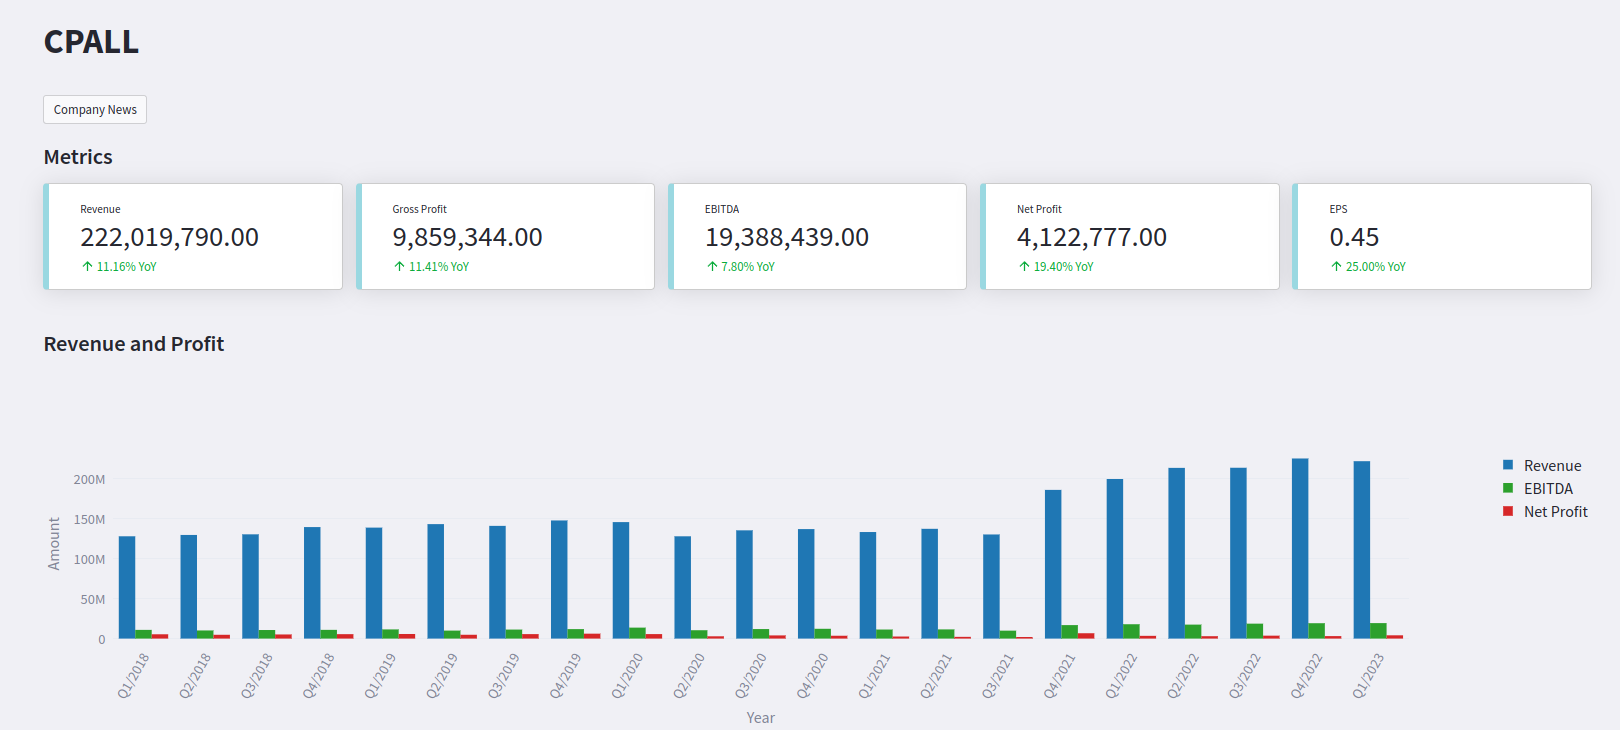 CPALL
Company News
Metrics
Revenue
222,019,790.00
↑ 11.16% YoY
Gross Profit
9,859,344.00
↑ 11.41% YoY
EBITDA
19,388,439.00
↑ 7.80% YoY
Net Profit
4,122,777.00
↑ 19.40% YoY
EPS
0.45
↑ 25.00% YoY
Revenue and Profit
Amount
200M
150M
100M
50M
0
Q1/2018
Q2/2018
Q3/2018
Q4/2018
Q1/2019
Q2/2019
Q3/2019
Q4/2019
Q1/2020
Q2/2020
Q3/2020
Q4/2020
Q1/2021
Q2/2021
Q3/2021
Q4/2021
Q1/2022
Q2/2022
Q3/2022
Q4/2022
Q1/2023
Year
Revenue
EBITDA
Net Profit